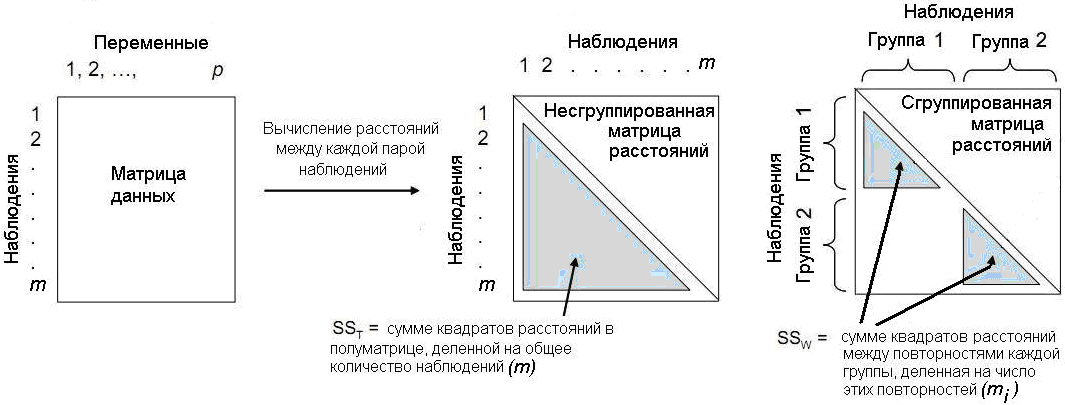 Переменные
1, 2, ..., p
Наблюдения
1
2
.
.
.
.
.
m
Матрица
данных
Вычисление расстояний
между каждой парой
наблюдений
Наблюдения
1 2 . . . . . . m
Наблюдения
1
2
.
.
.
.
.
m
Несгруппированная
матрица
расстояний
SST = сумме квадратов расстояний в
полуматрице, деленной на общее
количество наблюдений (m)
Наблюдения
Группа 1 Группа 2
Наблюдения
Группа 1
Группа 2
Сгруппированная
матрица
расстояний
SSW = сумме квадратов расстояний
между повторностями каждой
группы, деленная на число
этих повторностей (mi)